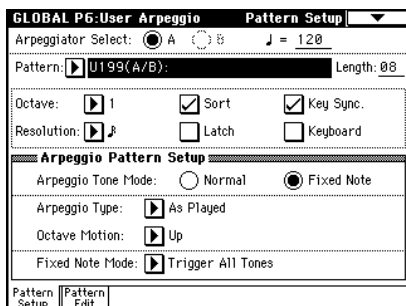 GLOBAL P6:User Arpeggio Pattern Setup
Arpeggiator Select: A B ♩ = 120
Pattern: U199(A/B): Length: 08
Octave: 1 Sort Key Sync.
Resolution: ♪ Latch Keyboard
Arpeggio Pattern Setup
Arpeggio Tone Mode: Normal Fixed Note
Arpeggio Type: As Played
Octave Motion: Up
Fixed Note Mode: Trigger All Tones
Pattern Setup Pattern Edit